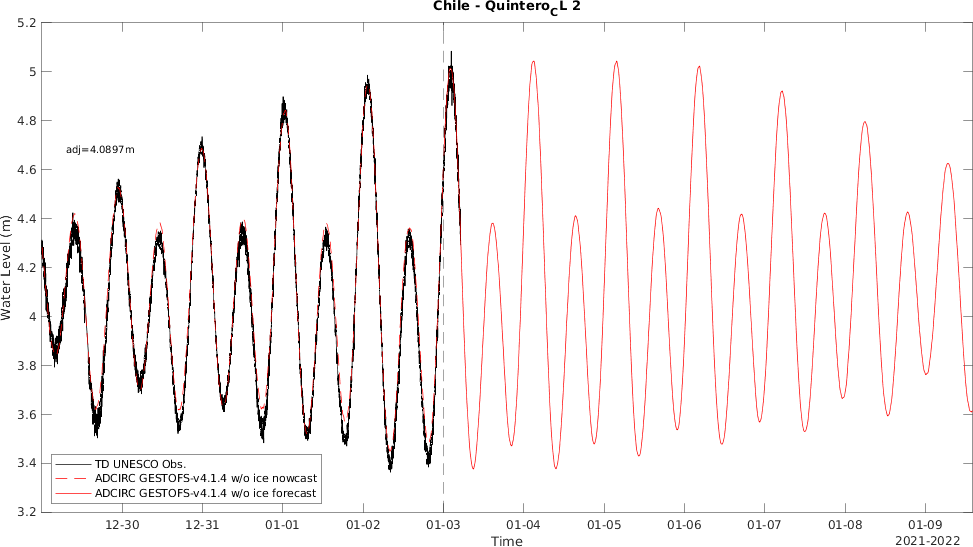 Chile - Quintero_CL 2
5.2
5
4.8
4.6
4.4
4.2
4
3.8
3.6
3.4
3.2
Water Level (m)
adj=4.0897m
TD UNESCO Obs.
ADCIRC GESTOFS-v4.1.4 w/o ice nowcast
ADCIRC GESTOFS-v4.1.4 w/o ice forecast
12-30 12-31 01-01 01-02 01-03 01-04 01-05 01-06 01-07 01-08 01-09
Time
2021-2022